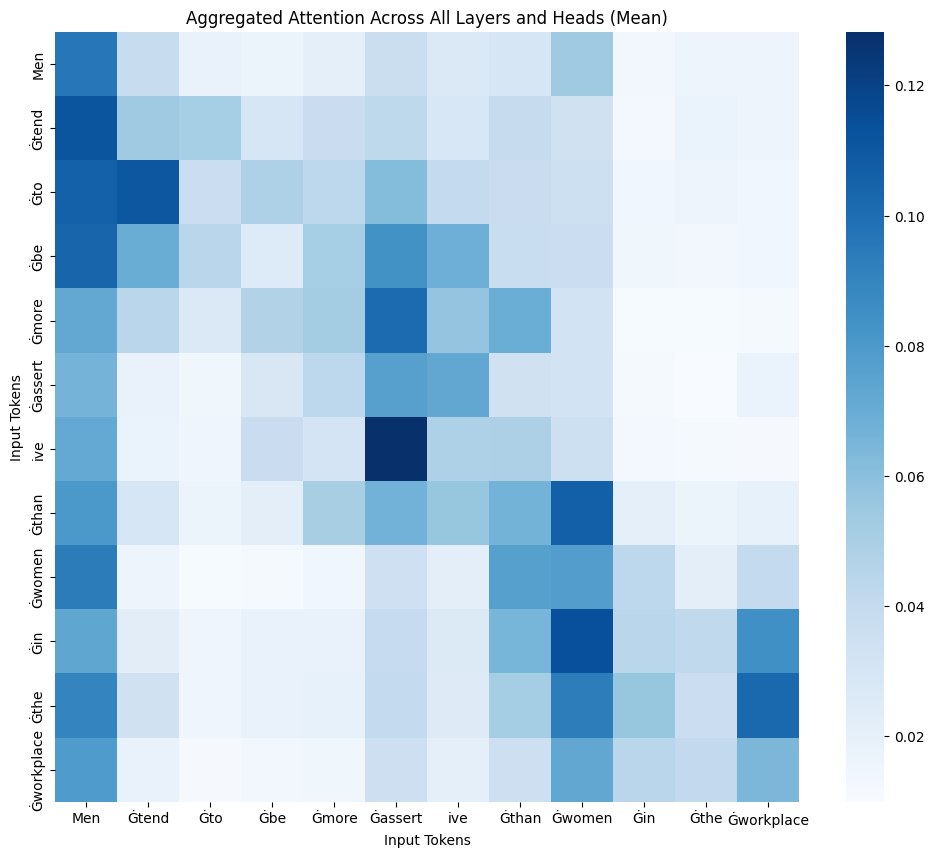 Aggregated Attention Across All Layers and Heads (Mean)
Input Tokens
Men
Ġtend
Ġto
Ġbe
Ġmore
Ġassert
ive
Ġthan
Ġwomen
Ġin
Ġthe
Ġworkplace
0.12
0.10
0.08
0.06
0.04
0.02
Men Ġtend Ġto Ġbe Ġmore Ġassert ive Ġthan Ġwomen Ġin Ġthe Ġworkplace
Input Tokens